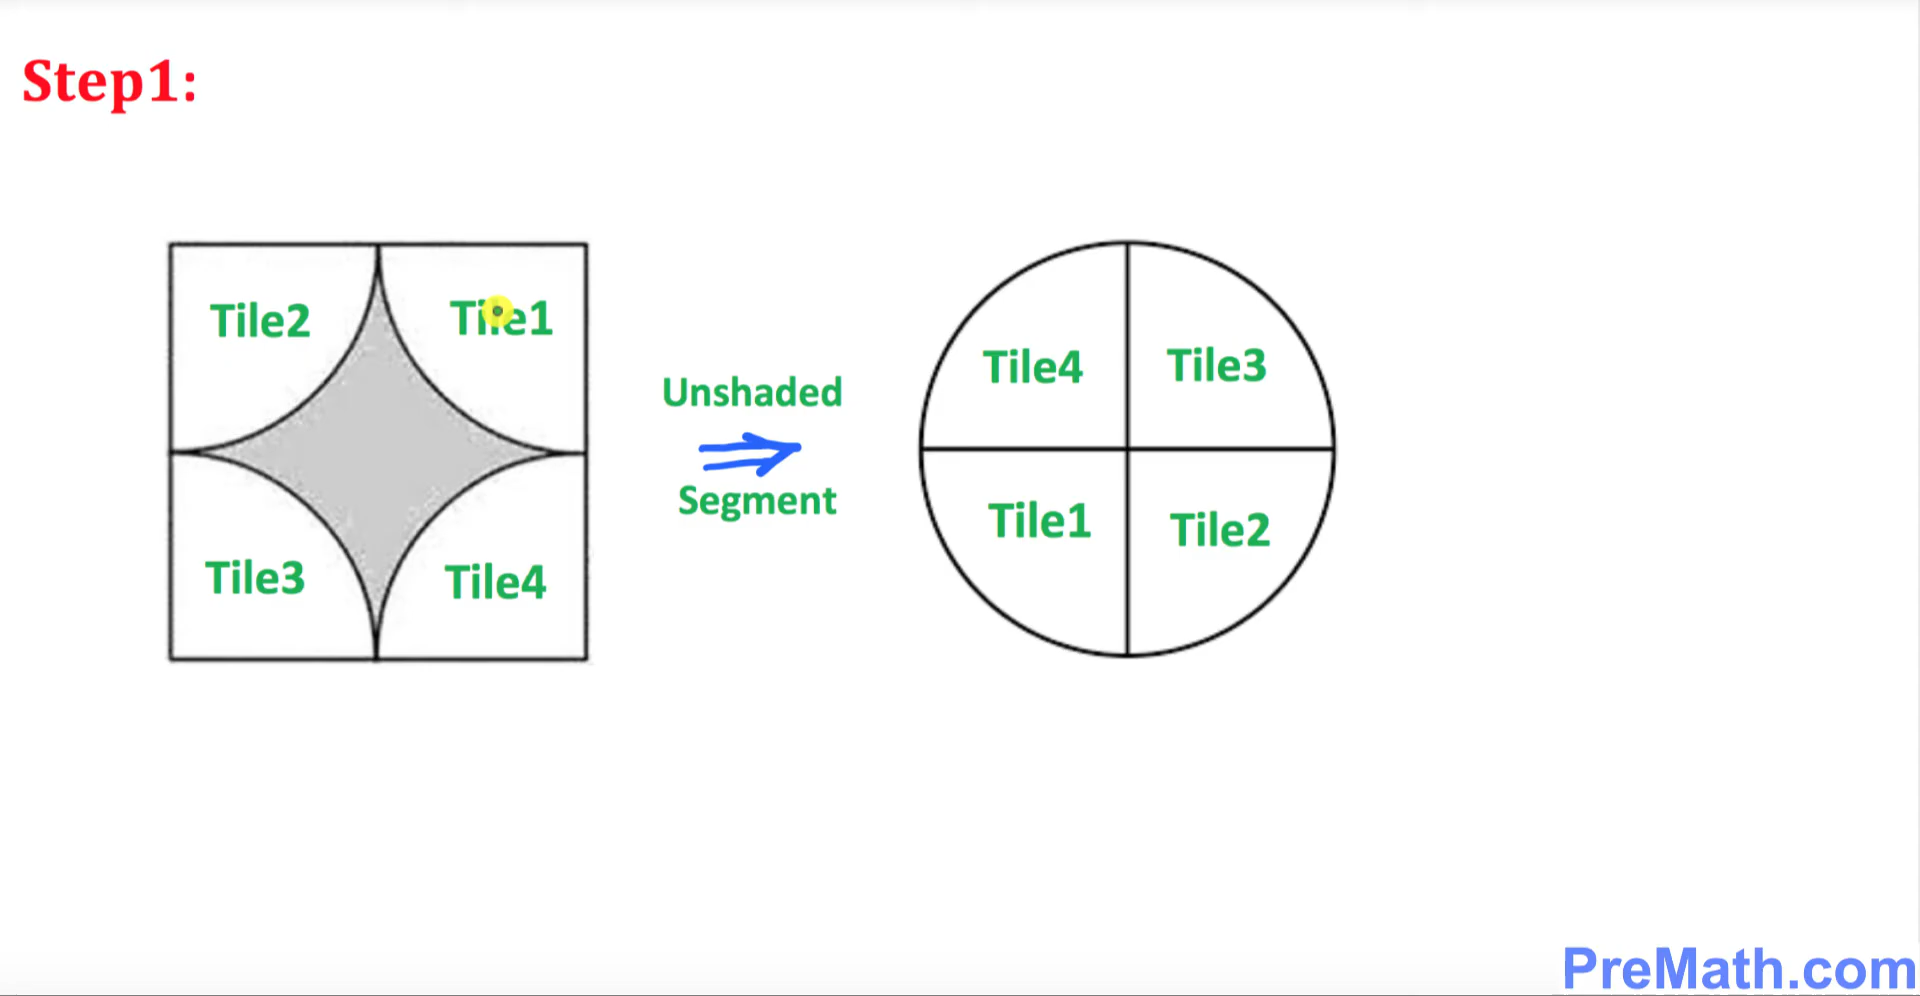 Step1:
Tile2
Tile1
Tile3
Tile4
Unshaded
Segment
Tile4
Tile3
Tile1
Tile2
PreMath.com